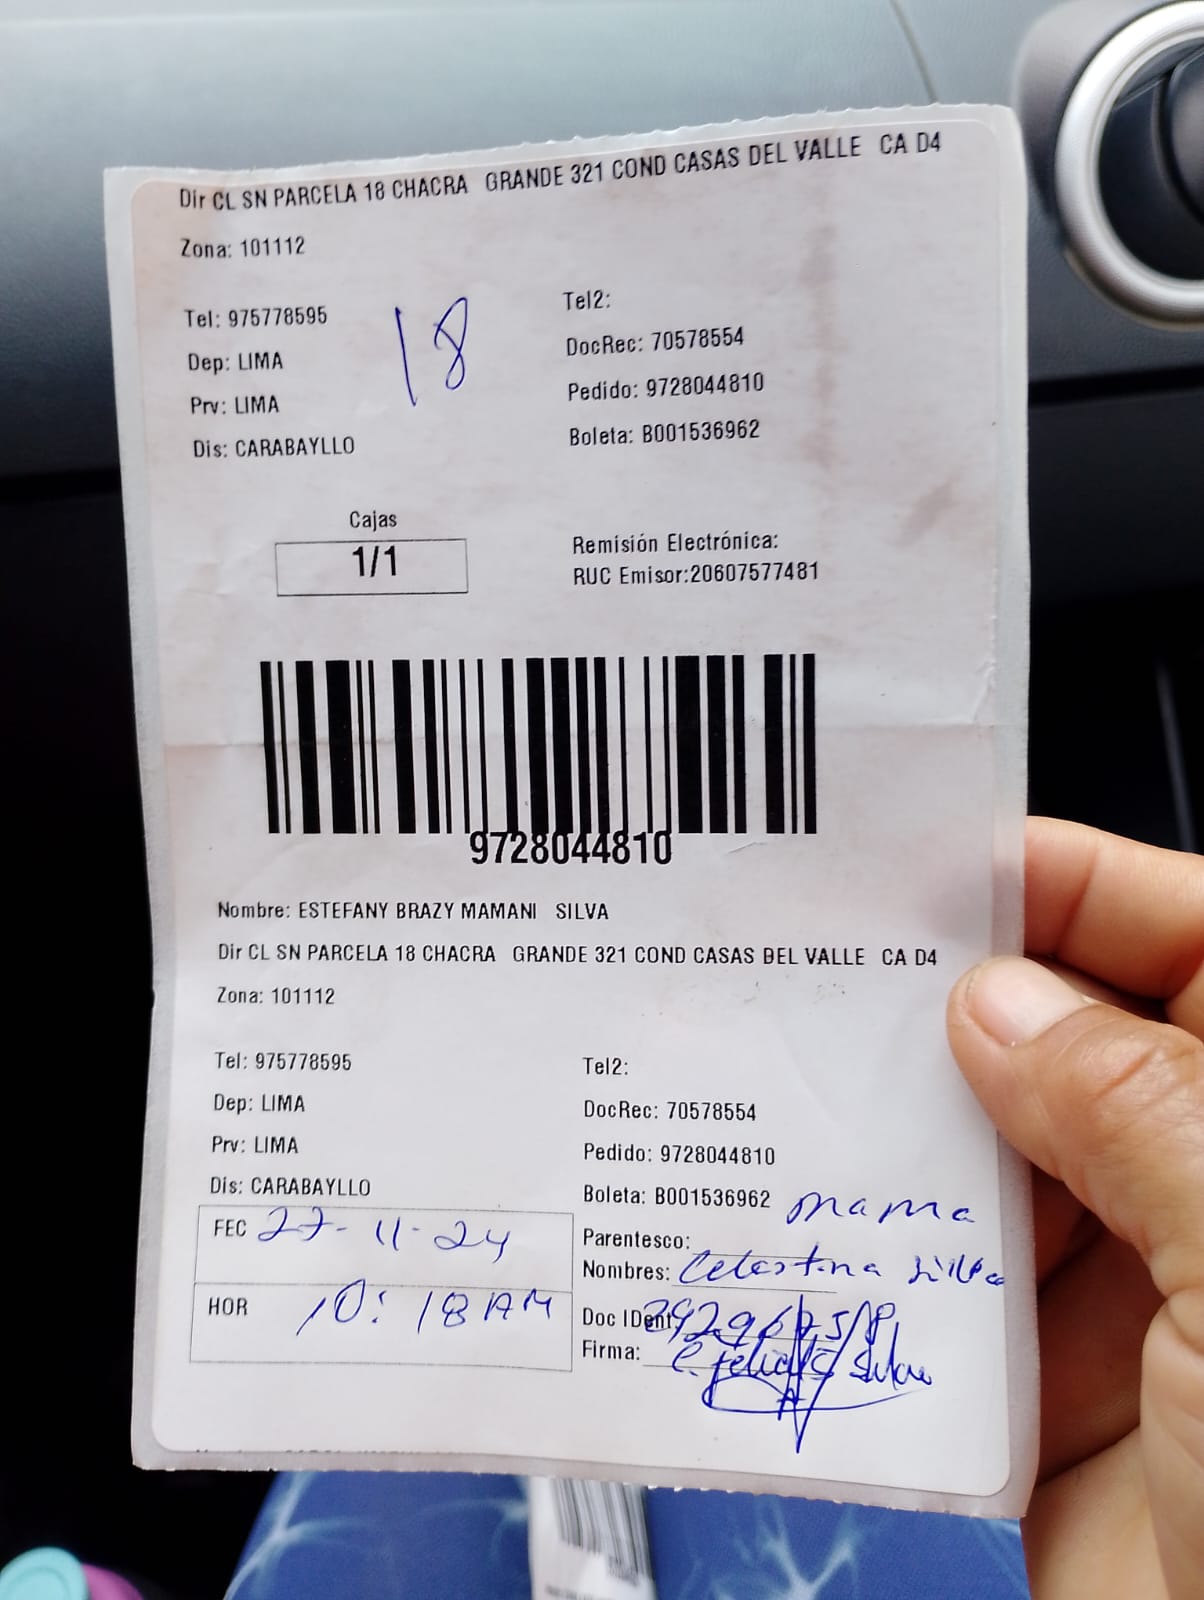 Dir CL SN PARCELA 18 CHACRA GRANDE 321 COND CASAS DEL VALLE CA D4
Zona: 101112
Tel: 975778595
Tel2:
18
Dep: LIMA
DocRec: 70578554
Prv: LIMA
Pedido: 9728044810
Dis: CARABAYLLO
Boleta: B001536962
Cajas
1/1
Remisión Electrónica:
RUC Emisor:20607577481
9728044810
Nombre: ESTEFANY BRAZY MAMANI SILVA
Dir CL SN PARCELA 18 CHACRA GRANDE 321 COND CASAS DEL VALLE CA D4
Zona: 101112
Tel: 975778595
Tel2:
Dep: LIMA
DocRec: 70578554
Prv: LIMA
Pedido: 9728044810
Dis: CARABAYLLO
Boleta: B001536962
FEC 27-11-24
Parentesco: mama
Nombres: Celestina Silva
HOR 10:18 AM
Doc IDent:
Firma: